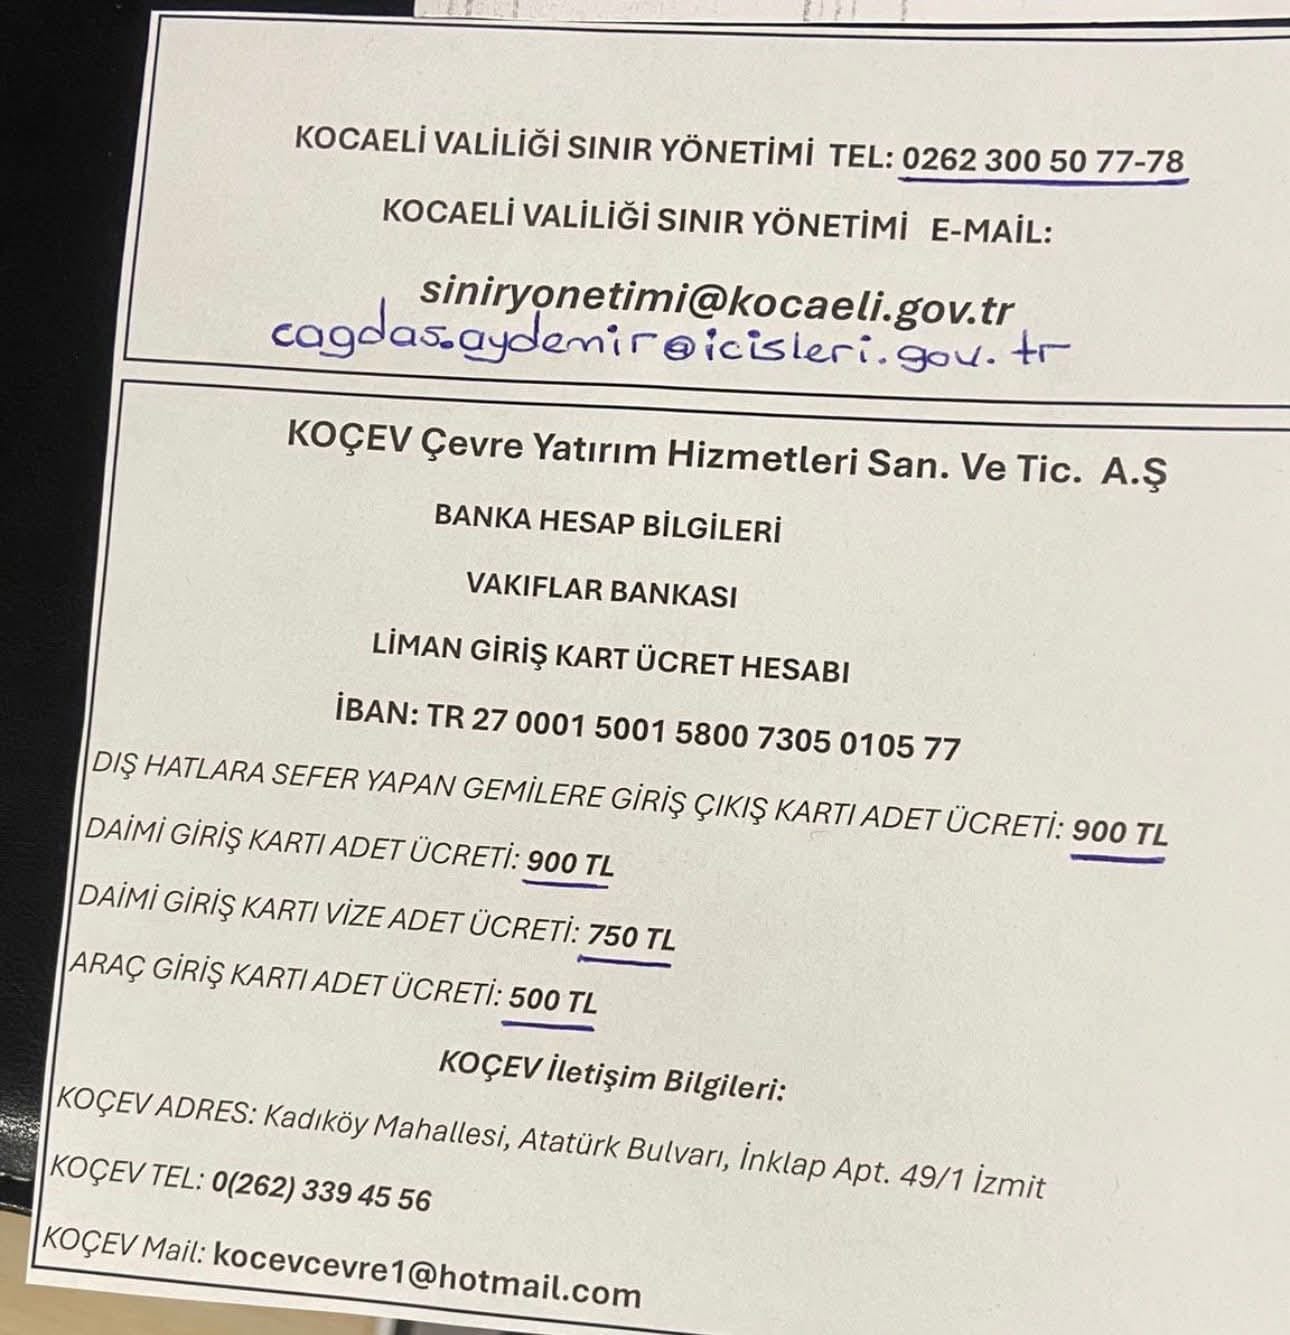 KOCAELİ VALİLİĞİ SINIR YÖNETİMİ TEL: 0262 300 50 77-78
KOCAELİ VALİLİĞİ SINIR YÖNETİMİ E-MAİL:
siniryonetimi@kocaeli.gov.tr
cagdas.aydemir@icisleri.gov.tr
KOÇEV Çevre Yatırım Hizmetleri San. Ve Tic. A.Ş
BANKA HESAP BİLGİLERİ
VAKIFLAR BANKASI
LİMAN GİRİŞ KART ÜCRET HESABI
İBAN: TR 27 0001 5001 5800 7305 0105 77
DIŞ HATLARA SEFER YAPAN GEMİLERE GİRİŞ ÇIKIŞ KARTI ADET ÜCRETİ: 900 TL
DAİMİ GİRİŞ KARTI ADET ÜCRETİ: 900 TL
DAİMİ GİRİŞ KARTI VİZE ADET ÜCRETİ: 750 TL
ARAÇ GİRİŞ KARTI ADET ÜCRETİ: 500 TL
KOÇEV İletişim Bilgileri:
KOÇEV ADRES: Kadıköy Mahallesi, Atatürk Bulvarı, İnklap Apt. 49/1 İzmit
KOÇEV TEL: 0(262) 339 45 56
KOÇEV Mail: kocevcevre1@hotmail.com